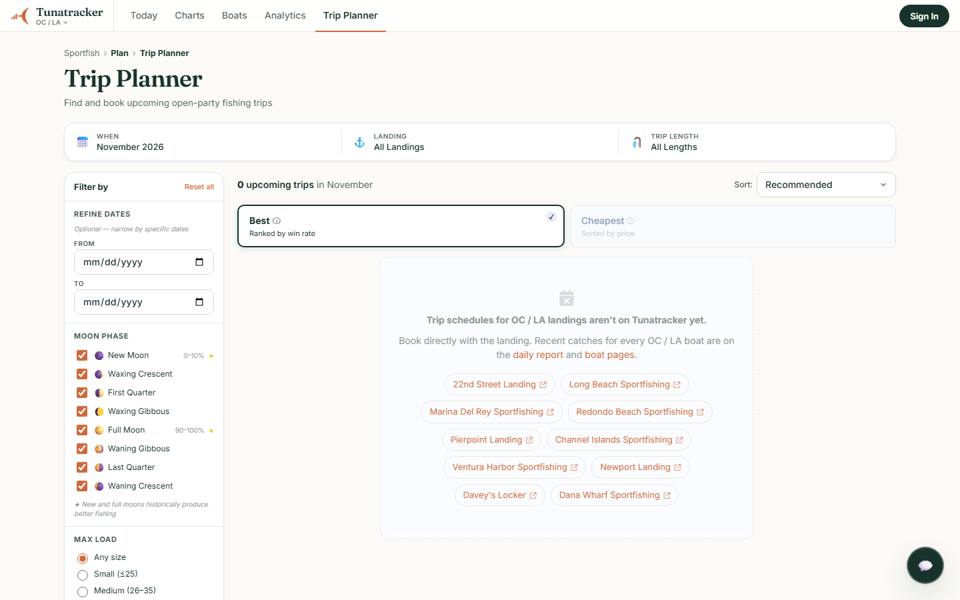 Tunatracker
OC / LA
Today
Charts
Boats
Analytics
Trip Planner
Sign In
Sportfish › Plan › Trip Planner
Trip Planner
Find and book upcoming open-party fishing trips
WHEN
November 2026
LANDING
All Landings
TRIP LENGTH
All Lengths
Filter by
Reset all
REFINE DATES
Optional — narrow by specific dates
FROM
mm/dd/yyyy
TO
mm/dd/yyyy
MOON PHASE
New Moon 0-10% ★
Waxing Crescent
First Quarter
Waxing Gibbous
Full Moon 90-100% ★
Waning Gibbous
Last Quarter
Waning Crescent
★ New and full moons historically produce
better fishing
MAX LOAD
Any size
Small (≤25)
Medium (26–35)
0 upcoming trips in November
Sort: Recommended
Best
Ranked by win rate
Cheapest
Sorted by price
Trip schedules for OC / LA landings aren't on Tunatracker yet.
Book directly with the landing. Recent catches for every OC / LA boat are on
the daily report and boat pages.
22nd Street Landing
Long Beach Sportfishing
Marina Del Rey Sportfishing
Redondo Beach Sportfishing
Pierpoint Landing
Channel Islands Sportfishing
Ventura Harbor Sportfishing
Newport Landing
Davey's Locker
Dana Wharf Sportfishing